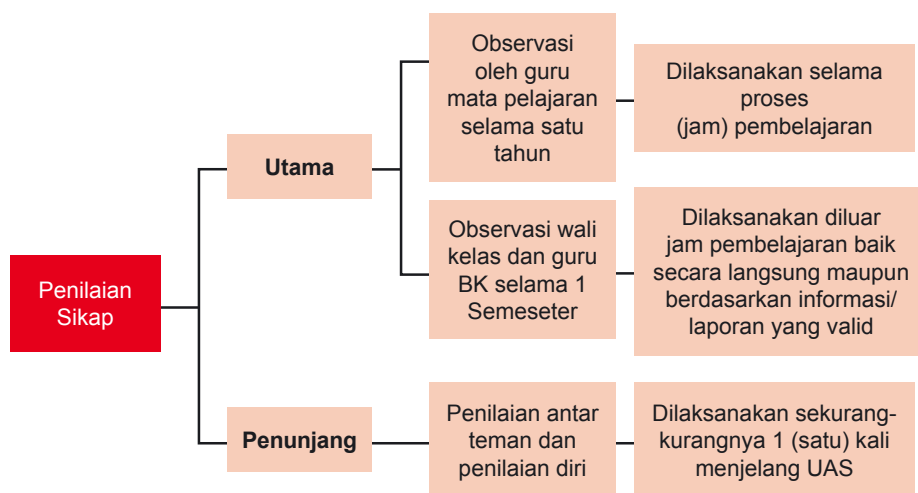 Penilaian
Sikap
Utama
Observasi
oleh guru
mata pelajaran
selama satu
tahun
Dilaksanakan selama
proses
(jam) pembelajaran
Observasi wali
kelas dan guru
BK selama 1
Semeseter
Dilaksanakan diluar
jam pembelajaran baik
secara langsung maupun
berdasarkan informasi/
laporan yang valid
Penunjang
Penilaian antar
teman dan
penilaian diri
Dilaksanakan sekurang-
kurangnya 1 (satu) kali
menjelang UAS